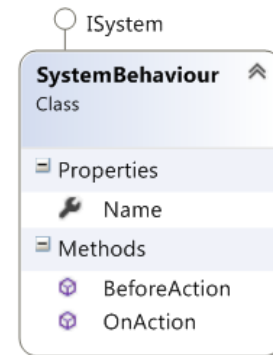 ISystem
SystemBehaviour
Class
Properties
Name
Methods
BeforeAction
OnAction